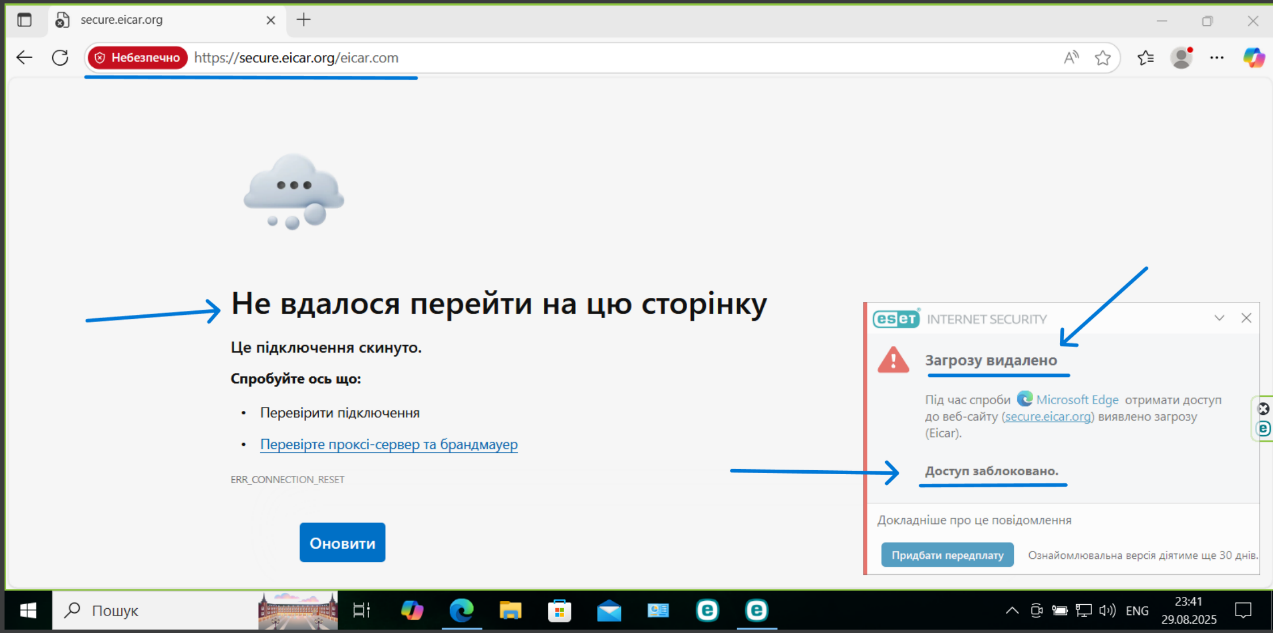 secure.eicar.org
Небезпечно https://secure.eicar.org/eicar.com
Не вдалося перейти на цю сторінку
Це підключення скинуто.
Спробуйте ось що:
• Перевірити підключення
• Перевірте проксі-сервер та брандмауер
ERR_CONNECTION_RESET
Оновити
eset INTERNET SECURITY
Загрозу видалено
Під час спроби Microsoft Edge отримати доступ
до веб-сайту (secure.eicar.org) виявлено загрозу
(Eicar).
Доступ заблоковано.
Докладніше про це повідомлення
Придбати передплату Ознайомлювальна версія діятиме ще 30 днів.
Пошук
ENG
23:41
29.08.2025